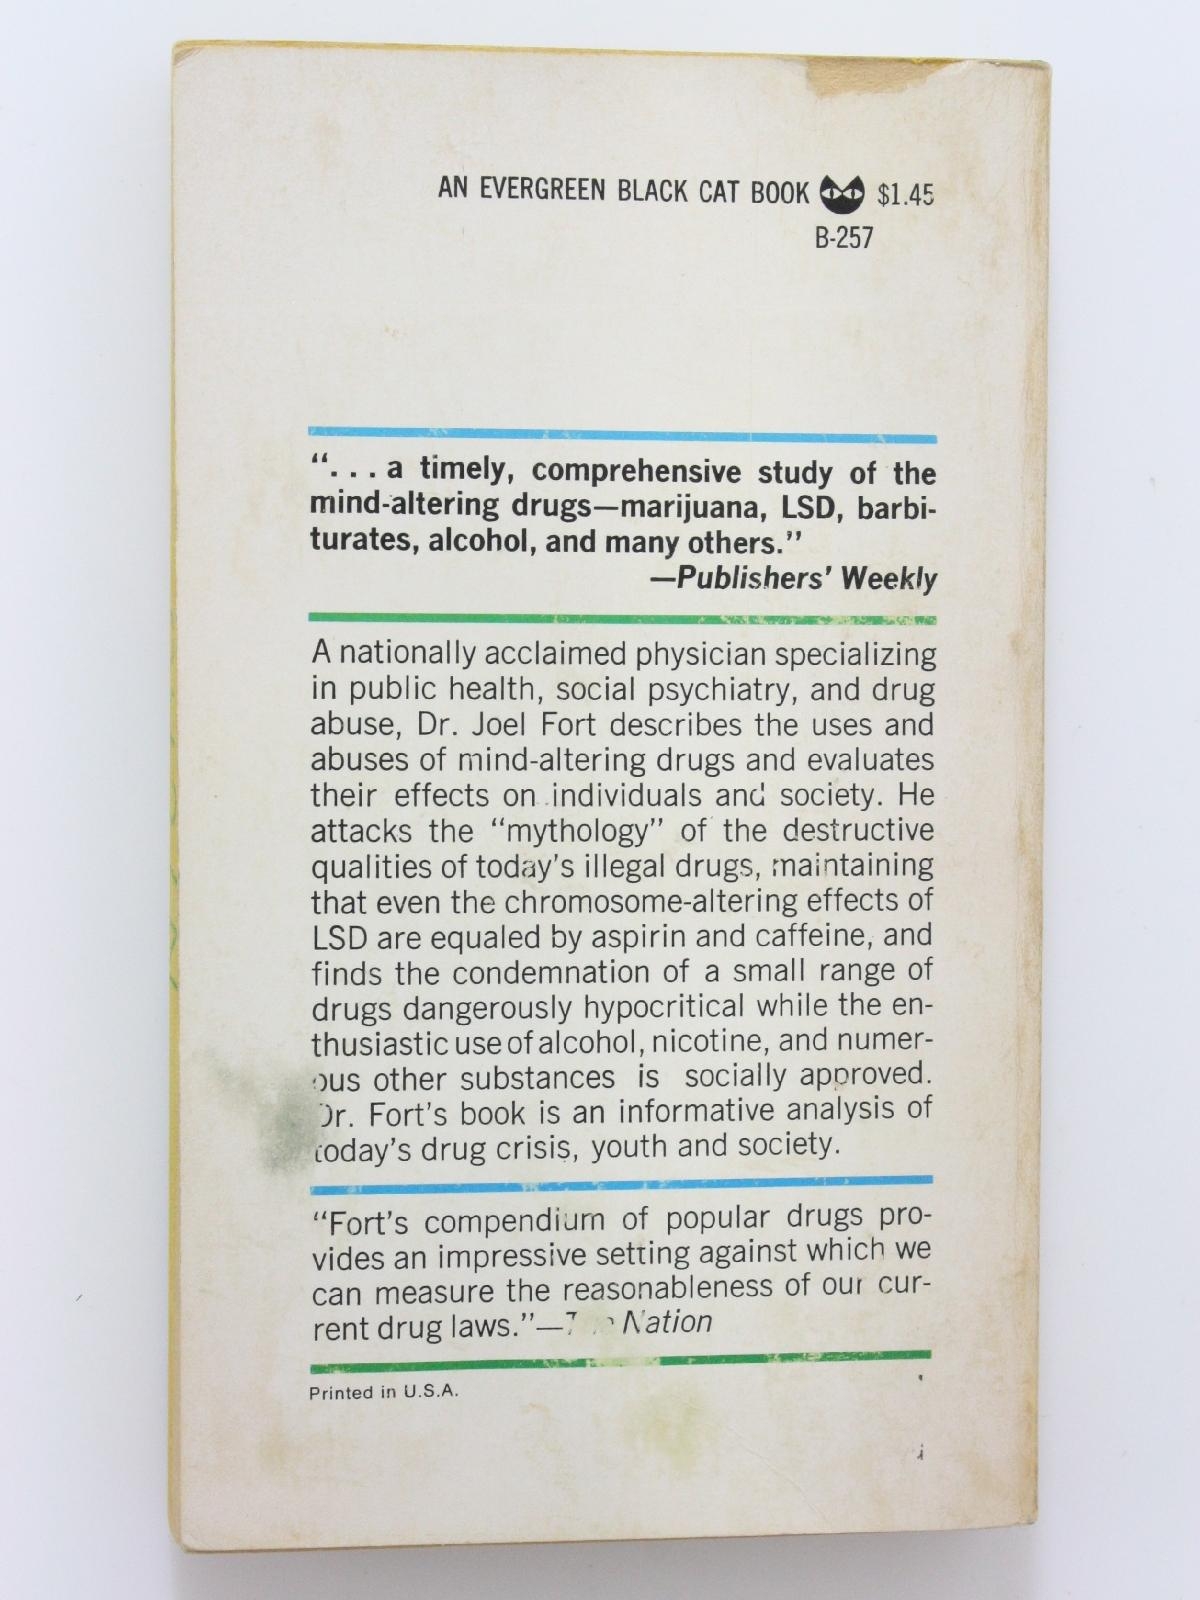 AN EVERGREEN BLACK CAT BOOK $1.45
B-257
“. . . a timely, comprehensive study of the
mind-altering drugs—marijuana, LSD, barbi-
turates, alcohol, and many others.”
—Publishers’ Weekly
A nationally acclaimed physician specializing
in public health, social psychiatry, and drug
abuse, Dr. Joel Fort describes the uses and
abuses of mind-altering drugs and evaluates
their effects on individuals and society. He
attacks the “mythology” of the destructive
qualities of today’s illegal drugs, maintaining
that even the chromosome-altering effects of
LSD are equaled by aspirin and caffeine, and
finds the condemnation of a small range of
drugs dangerously hypocritical while the en-
thusiastic use of alcohol, nicotine, and numer-
ous other substances is socially approved.
Dr. Fort’s book is an informative analysis of
today’s drug crisis, youth and society.
“Fort’s compendium of popular drugs pro-
vides an impressive setting against which we
can measure the reasonableness of our cur-
rent drug laws.”—The Nation
Printed in U.S.A.